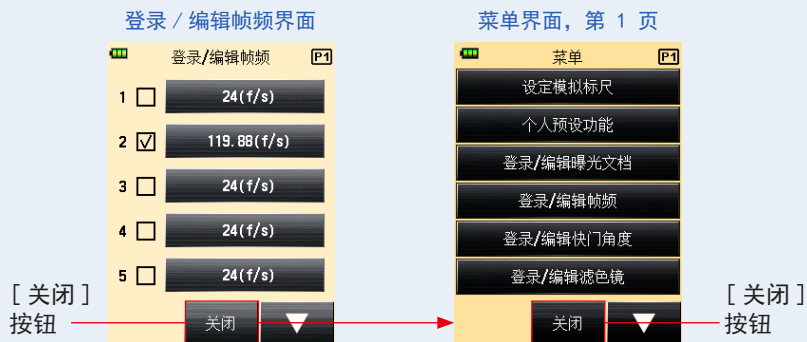 登录 / 编辑帧频界面
登录/编辑帧频
P1
1
24(f/s)
2
119.88(f/s)
3
24(f/s)
4
24(f/s)
5
24(f/s)
关闭
[ 关闭 ]
按钮
菜单界面, 第 1 页
菜单
P1
设定模拟标尺
个人预设功能
登录/编辑曝光文档
登录/编辑帧频
登录/编辑快门角度
登录/编辑滤色镜
关闭
[ 关闭 ]
按钮